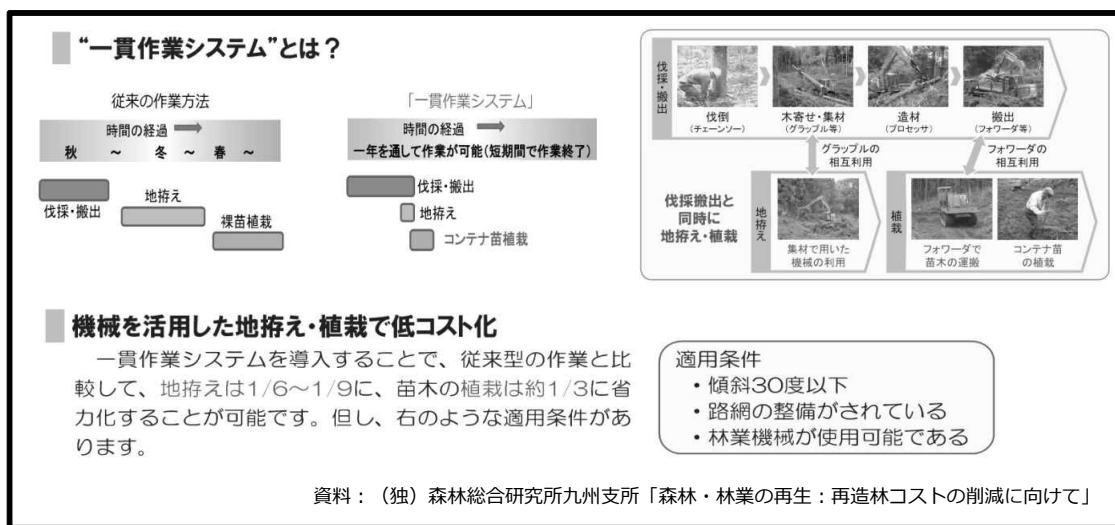 “一貫作業システム”とは？
従来の作業方法
時間の経過
秋 ～ 冬 ～ 春 ～
伐採・搬出
地拵え
裸苗植栽
「一貫作業システム」
時間の経過
一年を通して作業が可能(短期間で作業終了)
伐採・搬出
地拵え
コンテナ苗植栽
伐採・搬出
伐倒
(チェーンソー)
木寄せ・集材
(グラップル等)
造材
(プロセッサ)
搬出
(フォワーダ等)
グラップルの
相互利用
フォワーダの
相互利用
伐採搬出と
同時に
地拵え・植栽
地拵え
集材で用いた
機械の利用
植栽
フォワーダで
苗木の運搬
コンテナ苗
の植栽
機械を活用した地拵え・植栽で低コスト化
一貫作業システムを導入することで、従来型の作業と比
較して、地拵えは1/6～1/9に、苗木の植栽は約1/3に省
力化することが可能です。但し、右のような適用条件があ
ります。
適用条件
・傾斜30度以下
・路網の整備がされている
・林業機械が使用可能である
資料：（独）森林総合研究所九州支所「森林・林業の再生：再造林コストの削減に向けて」